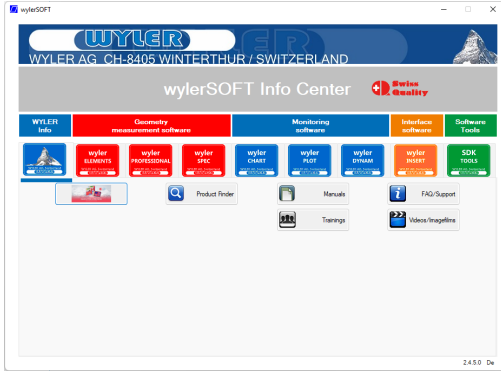 wylerSOFT
WYLER
WYLER AG CH-8405 WINTERTHUR / SWITZERLAND
wylerSOFT Info Center
Swiss
Quality
WYLER
Info
Geometry
measurement software
Monitoring
software
Interface
software
Software
Tools
wyler
ELEMENTS
wyler
PROFESSIONAL
wyler
SPEC
wyler
CHART
wyler
PLOT
wyler
DYNAM
wyler
INSERT
SDK
TOOLS
Product Finder
Manuals
FAQ/Support
Trainings
Videos/Imagefilms
2.4.5.0 De